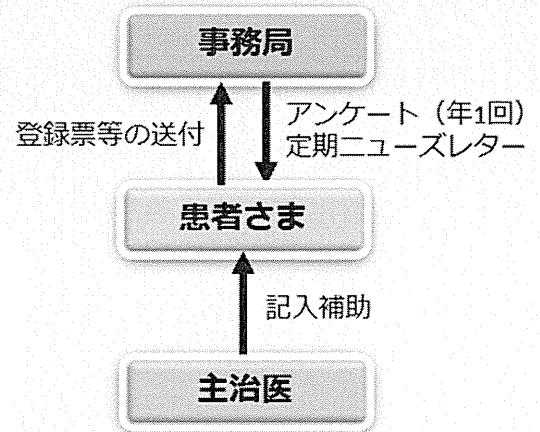 事務局
登録票等の送付
アンケート（年1回）
定期ニューズレター
患者さま
記入補助
主治医